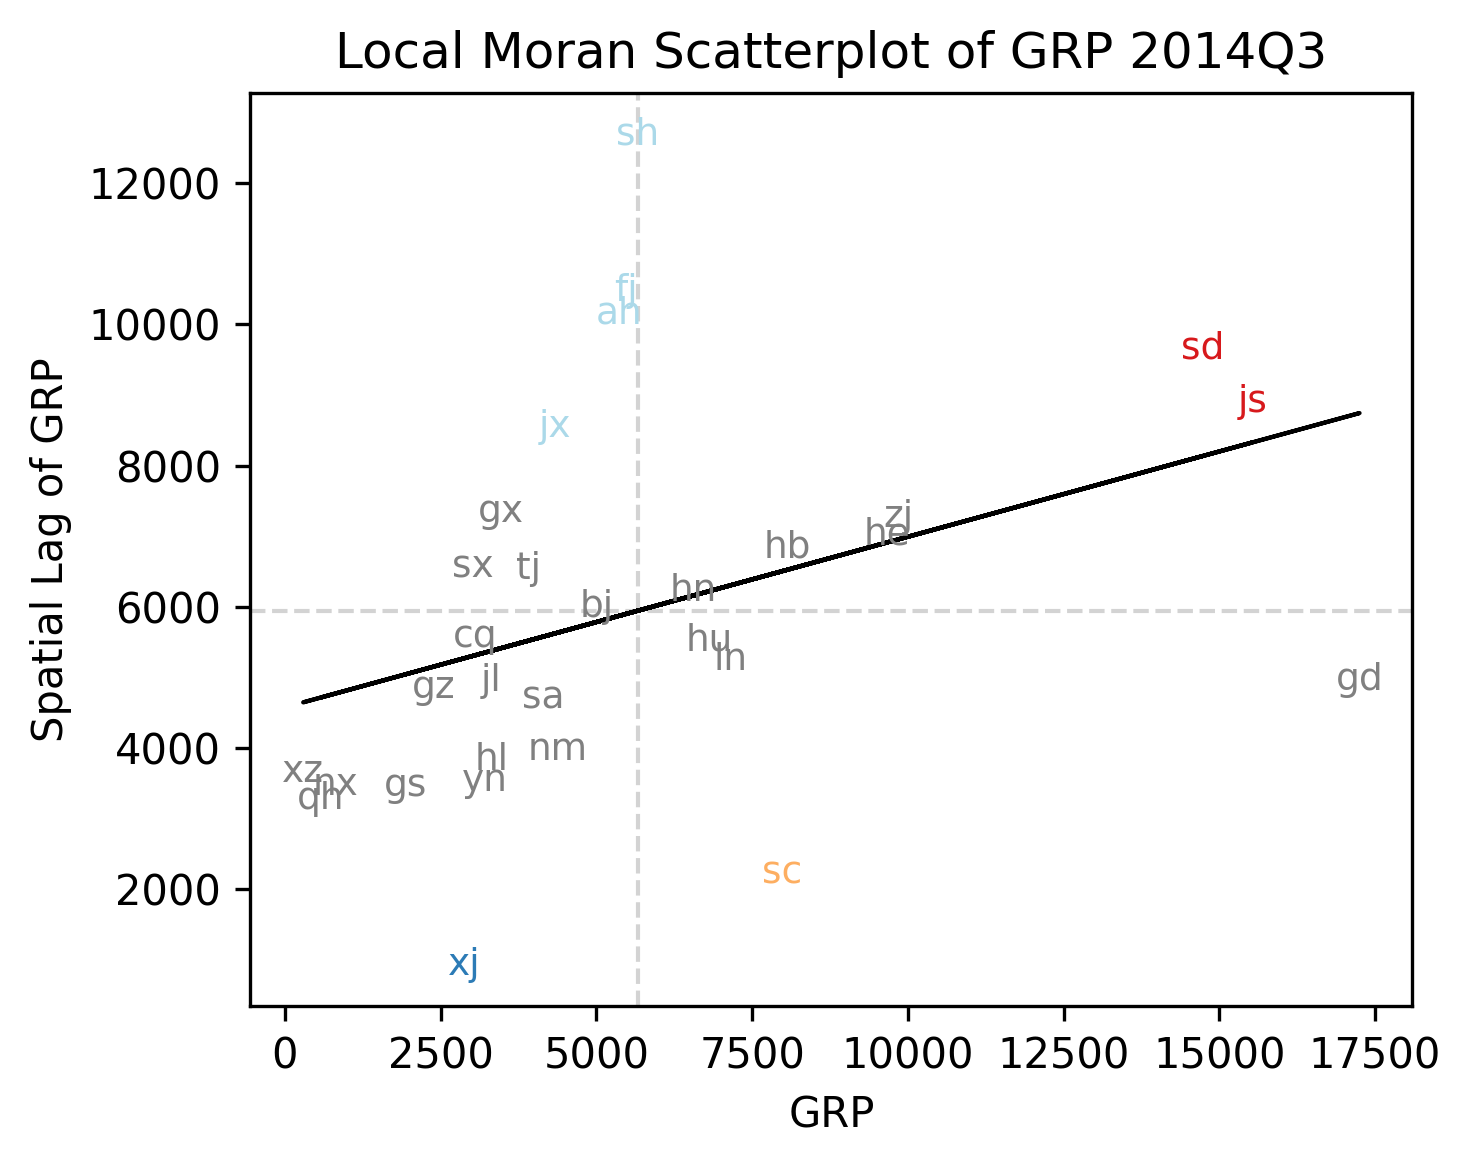 Local Moran Scatterplot of GRP 2014Q3
sh
12000
fj
ah
10000
sd
js
jx
8000
gx
zj
he
hb
sx
tj
hn
bj
6000
cq
hu
ln
jl
gz
gd
sa
nm
4000
hl
xz
nx
yn
gs
qh
sc
2000
xj
0 2500 5000 7500 10000 12500 15000 17500
GRP
Spatial Lag of GRP